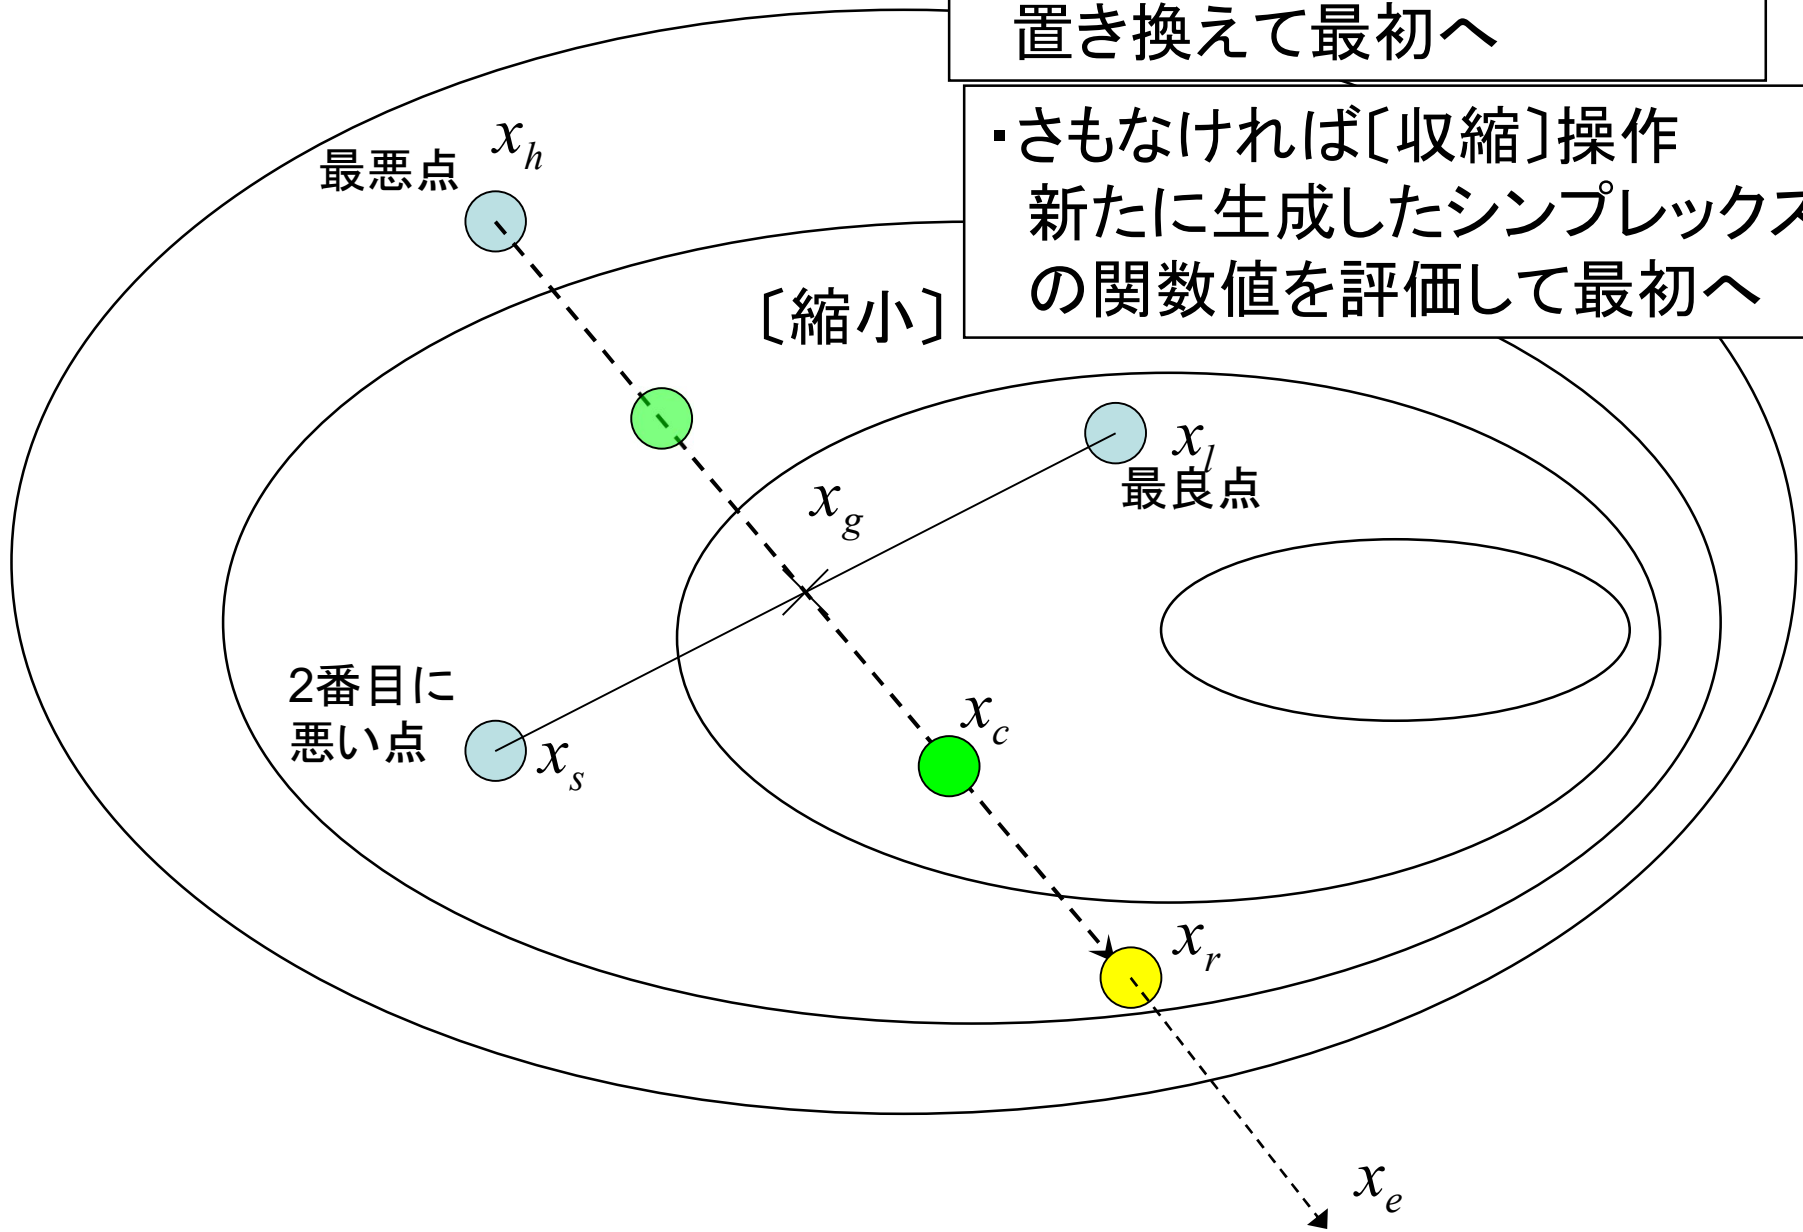 置き換えて最初へ
・さもなければ〔収縮〕操作
新たに生成したシンプレックス
の関数値を評価して最初へ
x_h
最悪点
〔縮小〕
x_l
最良点
x_g
2番目に
悪い点
x_s
x_c
x_r
x_e